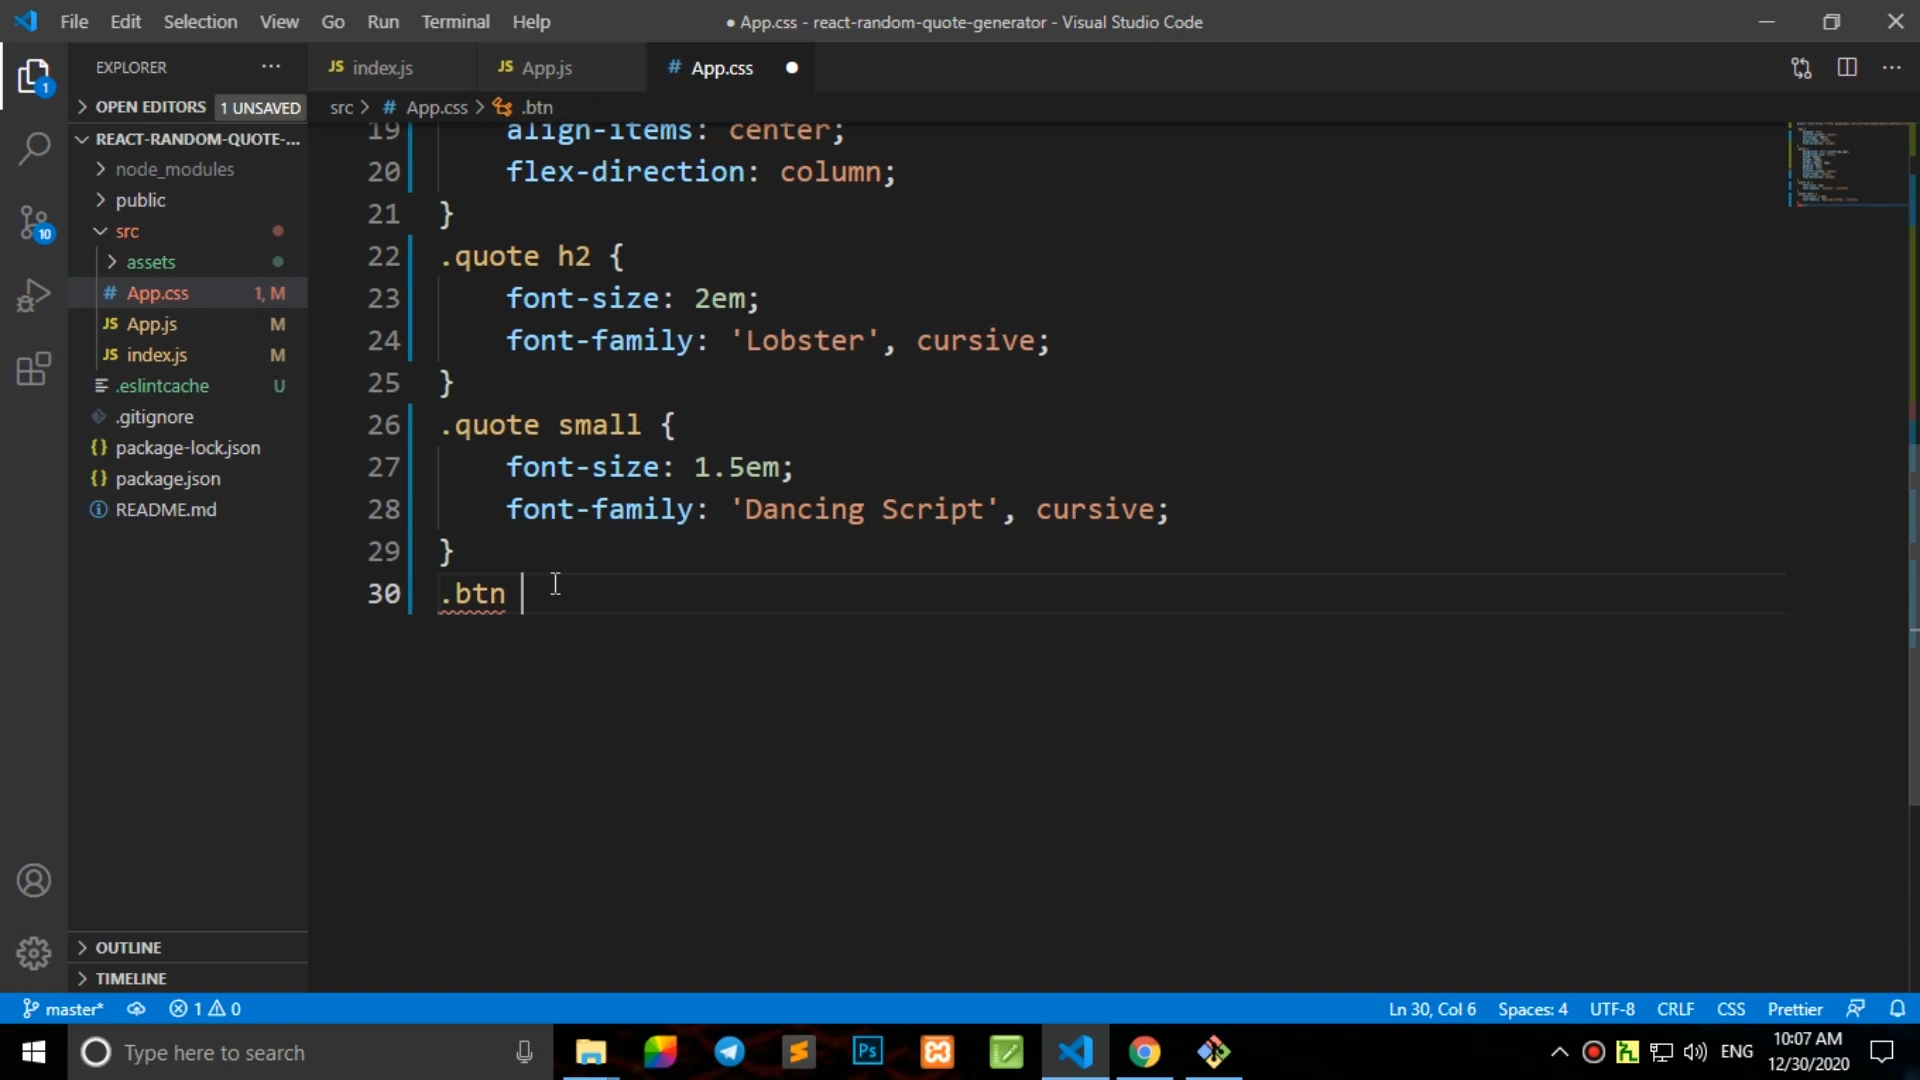 File Edit Selection View Go Run Terminal Help
● App.css - react-random-quote-generator - Visual Studio Code
EXPLORER ...
JS index.js
JS App.js
# App.css ●
1
OPEN EDITORS 1 UNSAVED
src > # App.css > .btn
REACT-RANDOM-QUOTE-...
node_modules
public
src
assets
# App.css 1, M
JS App.js M
JS index.js M
.eslintcache U
.gitignore
{} package-lock.json
{} package.json
README.md
10
19 align-items: center;
20 flex-direction: column;
21 }
22 .quote h2 {
23 font-size: 2em;
24 font-family: 'Lobster', cursive;
25 }
26 .quote small {
27 font-size: 1.5em;
28 font-family: 'Dancing Script', cursive;
29 }
30 .btn
OUTLINE
TIMELINE
master* 1 0
Ln 30, Col 6 Spaces: 4 UTF-8 CRLF CSS Prettier
Type here to search
Ps
ENG
10:07 AM
12/30/2020